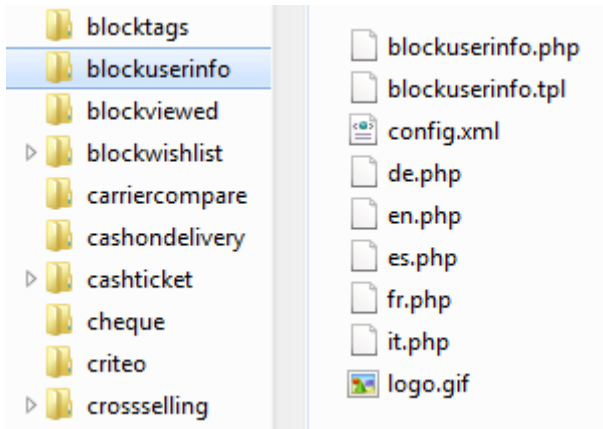 blocktags
blockuserinfo
blockviewed
blockwishlist
carriercompare
cashondelivery
cashticket
cheque
criteo
crossselling
blockuserinfo.php
blockuserinfo.tpl
config.xml
de.php
en.php
es.php
fr.php
it.php
logo.gif